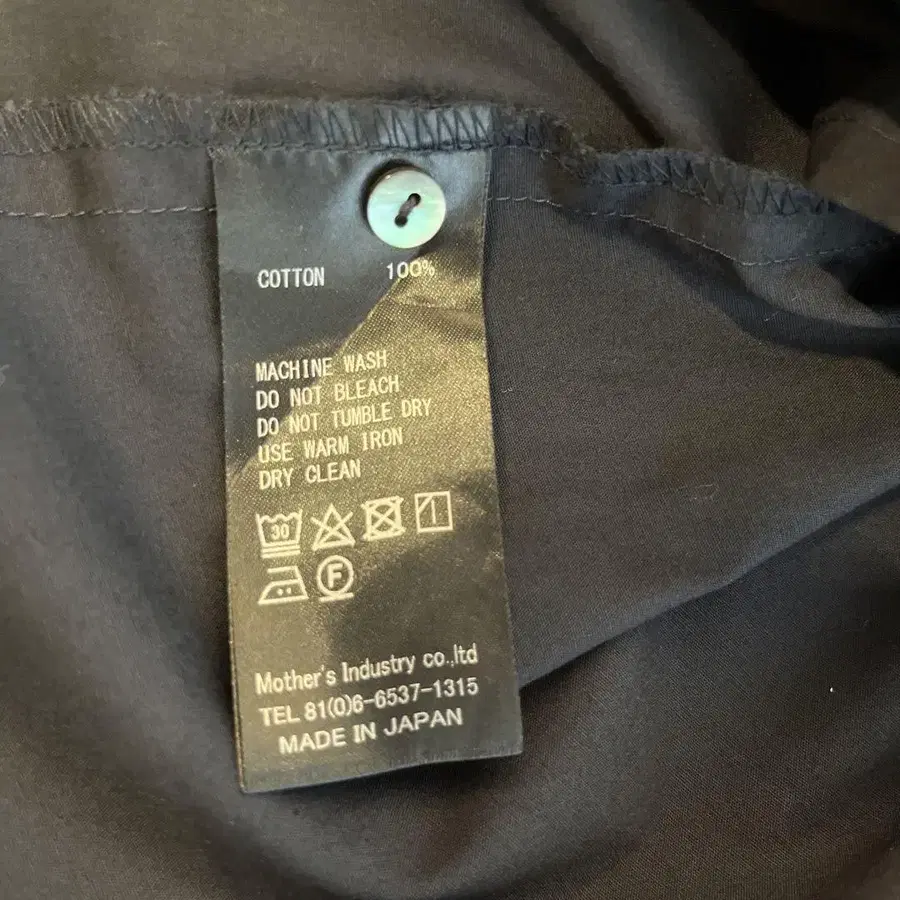 COTTON 100%
MACHINE WASH
DO NOT BLEACH
DO NOT TUMBLE DRY
USE WARM IRON
DRY CLEAN
30
F
Mother's Industry co.,ltd
TEL 81(0)6-6537-1315
MADE IN JAPAN